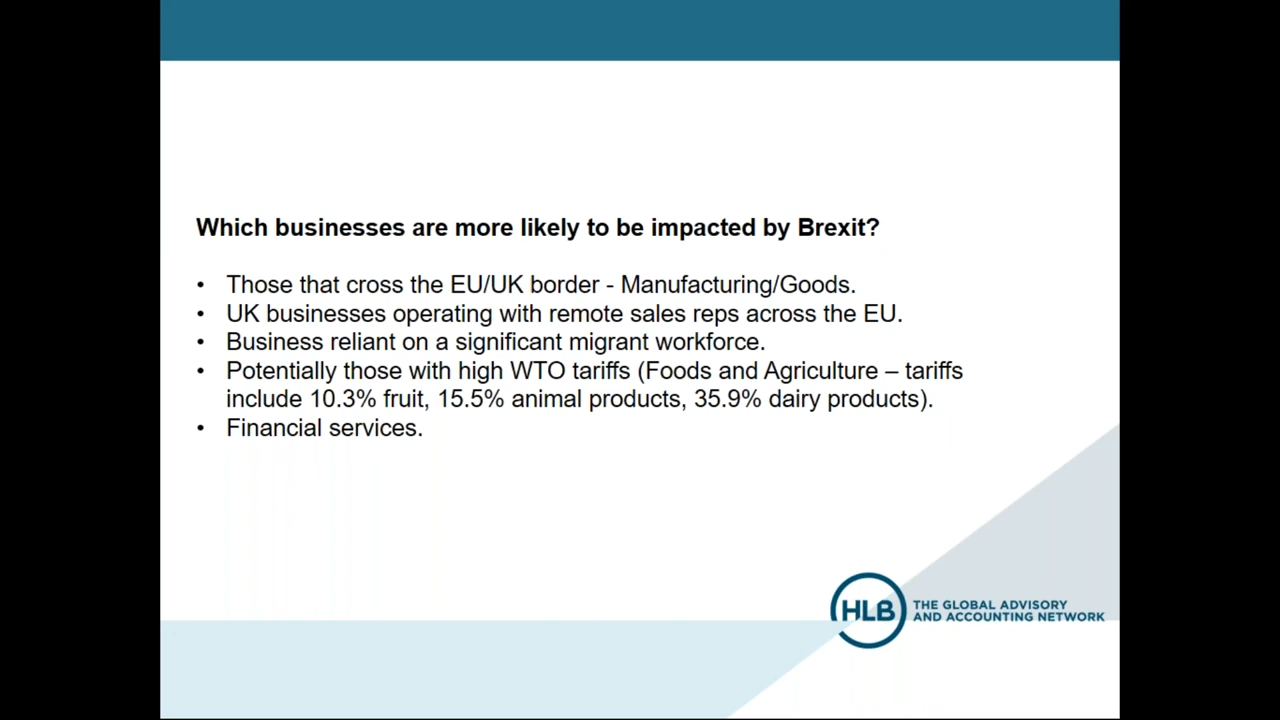 Which businesses are more likely to be impacted by Brexit?
• Those that cross the EU/UK border - Manufacturing/Goods.
• UK businesses operating with remote sales reps across the EU.
• Business reliant on a significant migrant workforce.
• Potentially those with high WTO tariffs (Foods and Agriculture – tariffs
include 10.3% fruit, 15.5% animal products, 35.9% dairy products).
• Financial services.
HLB
THE GLOBAL ADVISORY
AND ACCOUNTING NETWORK